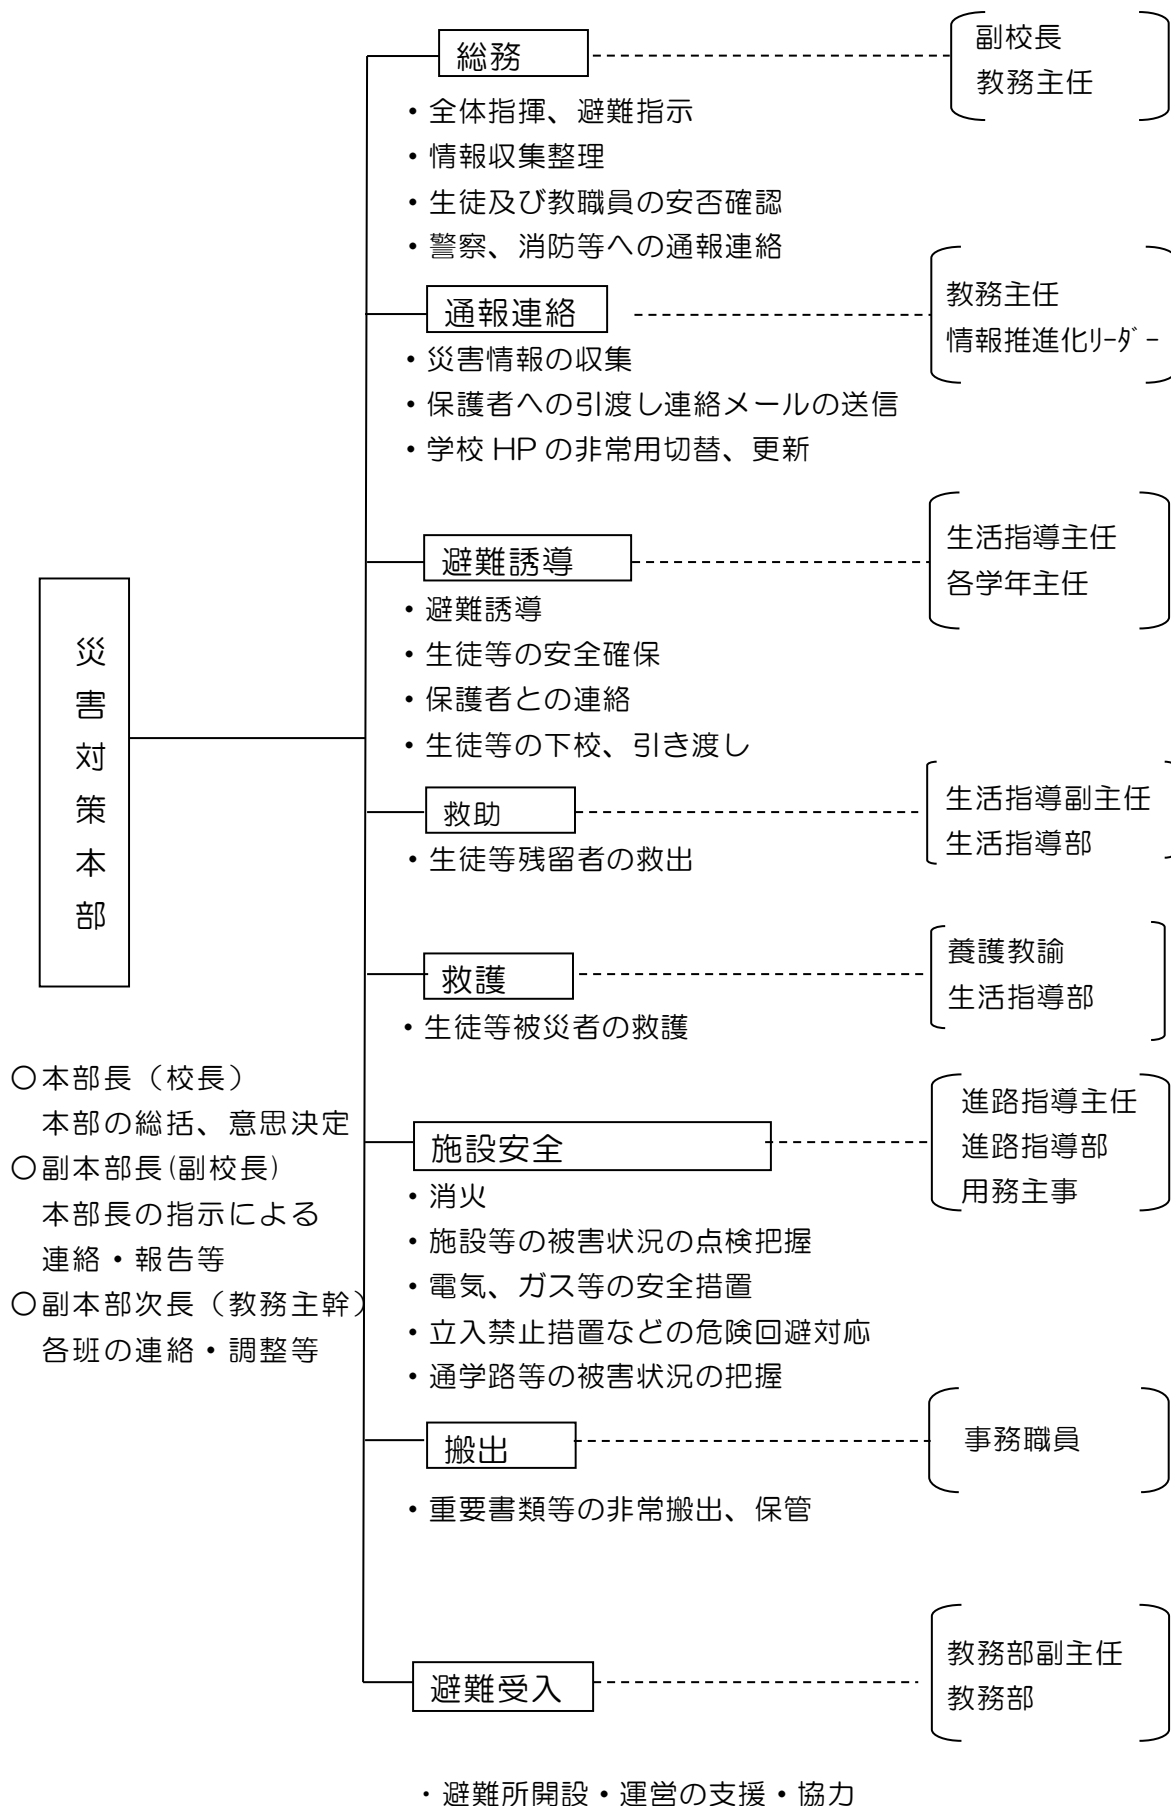 総務
副校長
教務主任
・全体指揮、避難指示
・情報収集整理
・生徒及び教職員の安否確認
・警察、消防等への通報連絡
通報連絡
教務主任
情報推進化ﾘｰﾀﾞｰ
・災害情報の収集
・保護者への引渡し連絡メールの送信
・学校 HP の非常用切替、更新
避難誘導
生活指導主任
各学年主任
・避難誘導
・生徒等の安全確保
・保護者との連絡
・生徒等の下校、引き渡し
災害対策本部
救助
生活指導副主任
生活指導部
・生徒等残留者の救出
救護
養護教諭
生活指導部
・生徒等被災者の救護
〇本部長（校長）
本部の総括、意思決定
〇副本部長(副校長)
本部長の指示による
連絡・報告等
〇副本部次長（教務主幹）
各班の連絡・調整等
施設安全
進路指導主任
進路指導部
用務主事
・消火
・施設等の被害状況の点検把握
・電気、ガス等の安全措置
・立入禁止措置などの危険回避対応
・通学路等の被害状況の把握
搬出
事務職員
・重要書類等の非常搬出、保管
避難受入
教務部副主任
教務部
・避難所開設・運営の支援・協力